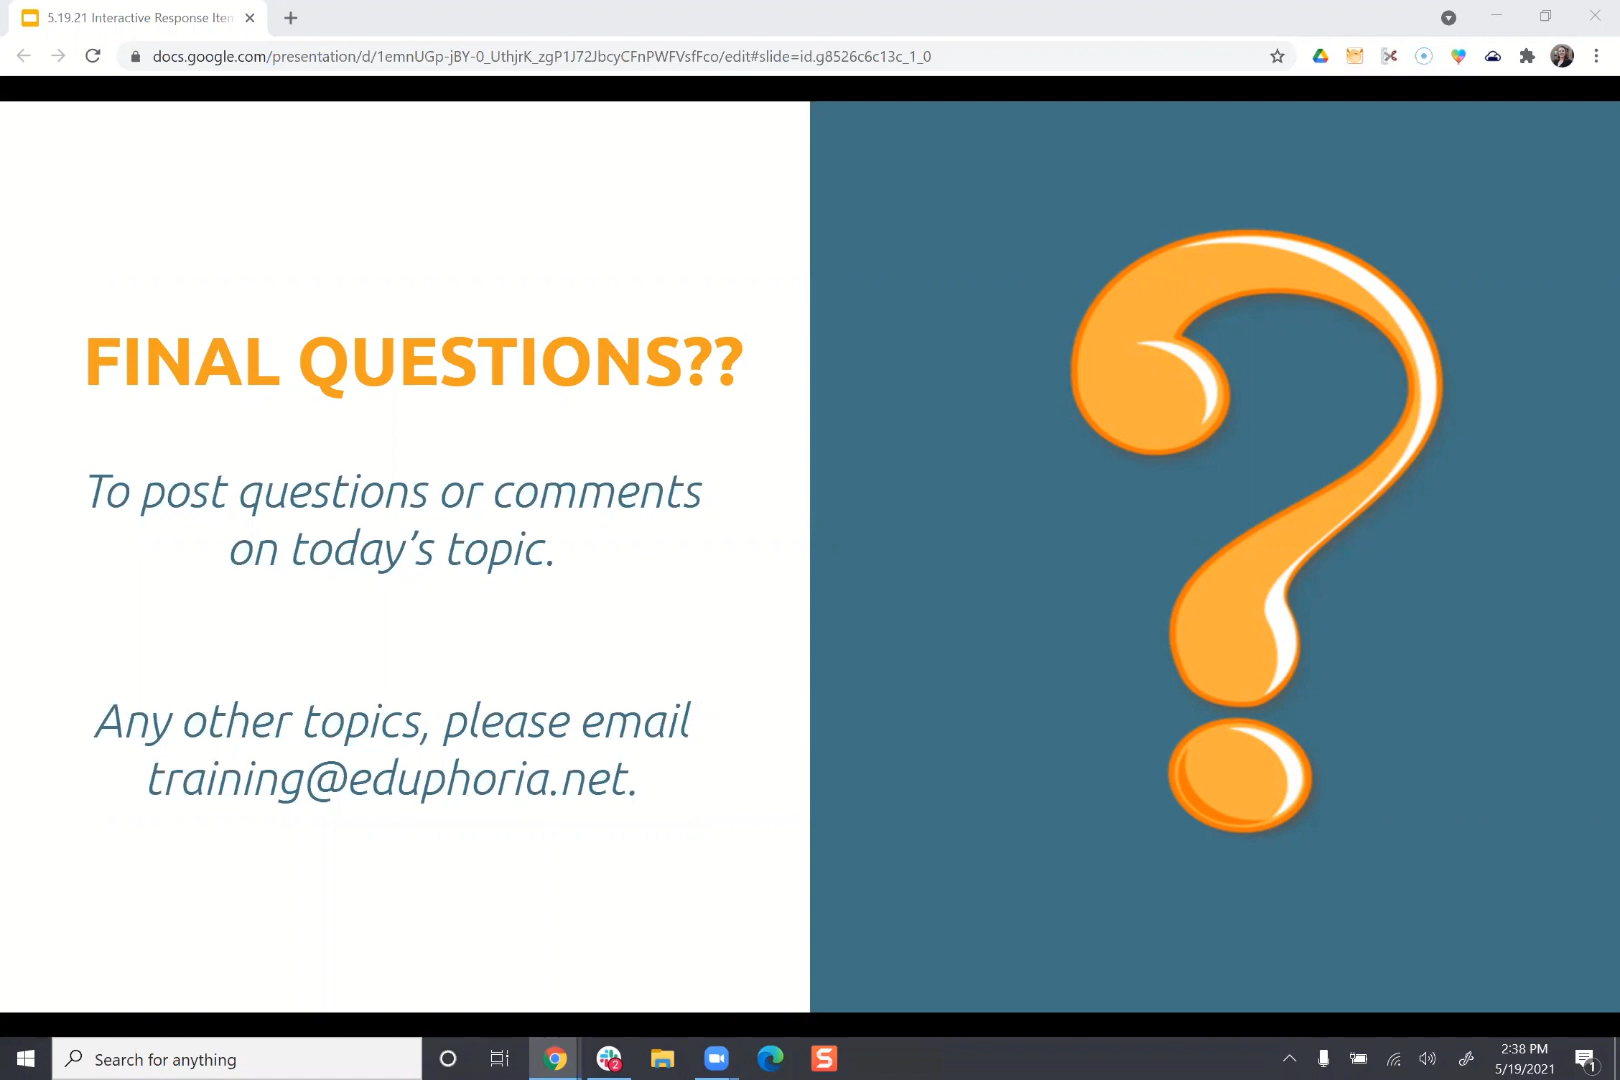 5.19.21 Interactive Response Iten
docs.google.com/presentation/d/1emnUGp-jBY-0_UthjrK_zgP1J72JbcyCFnPWFVsfFco/edit#slide=id.g8526c6c13c_1_0
FINAL QUESTIONS??
To post questions or comments
on today's topic.
Any other topics, please email
training@eduphoria.net.
?
Search for anything
2
S
2:38 PM
5/19/2021
1